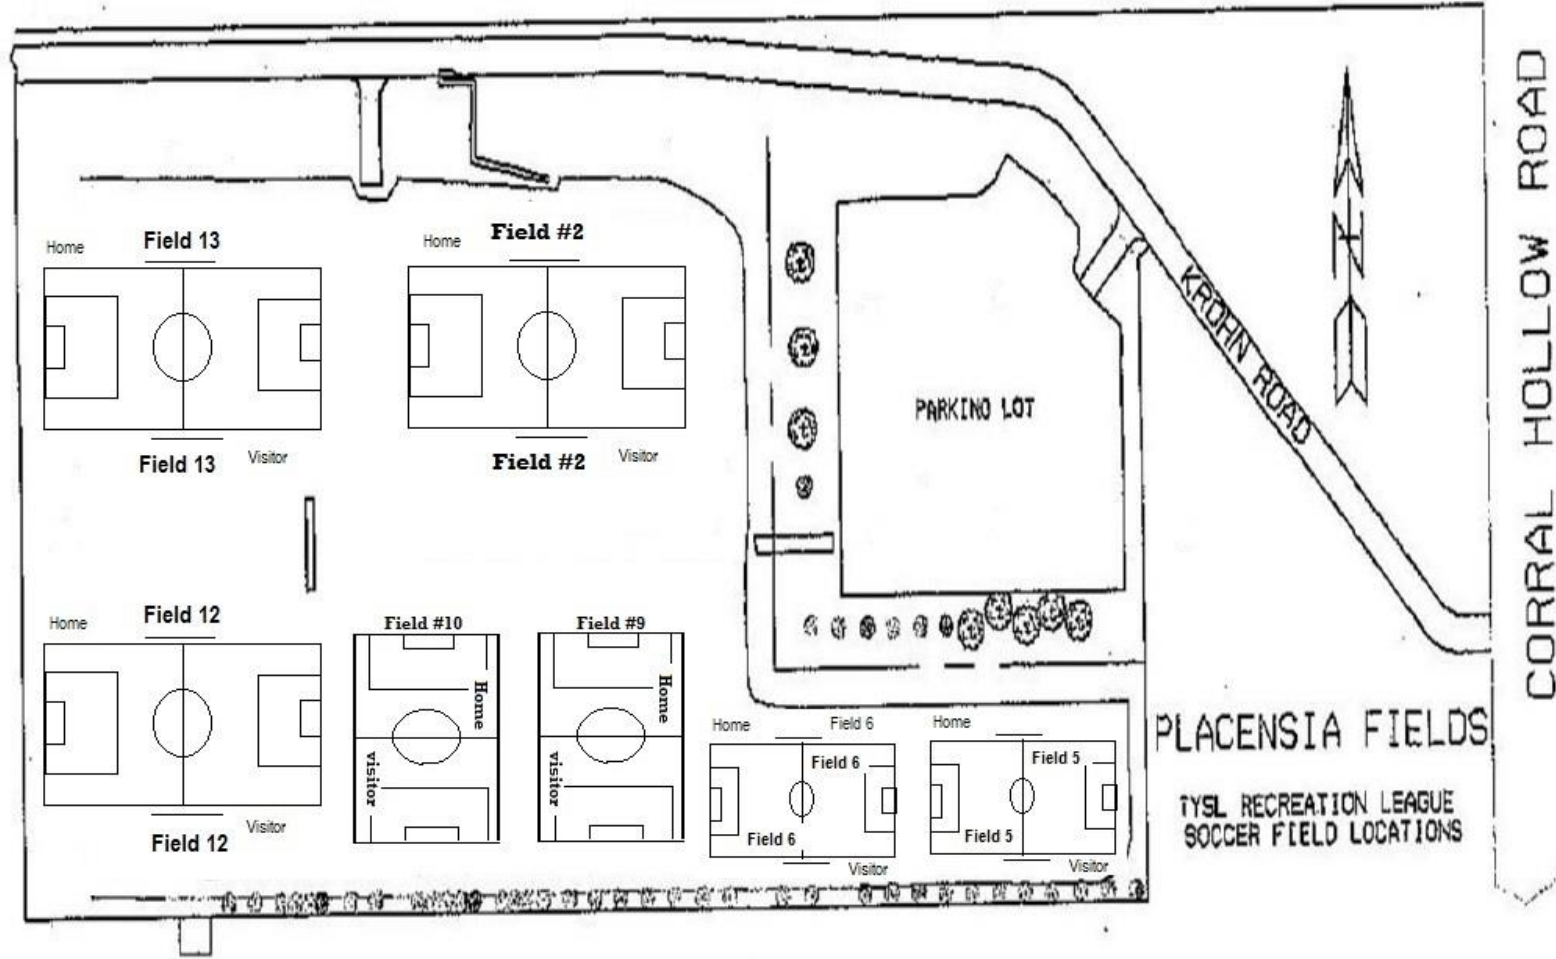 Home
Field 13
Home
Field #2
Field 13
Visitor
Field #2
Visitor
N
PARKING LOT
KROHN ROAD
CORRAL HOLLOW ROAD
Home
Field 12
Field #10
Field #9
Home
visitor
Home
visitor
Field 12
Visitor
Home
Field 6
Field 6
Field 6
Visitor
Home
Field 5
Field 5
Visitor
PLACENSIA FIELDS
TYSL RECREATION LEAGUE
SOCCER FIELD LOCATIONS